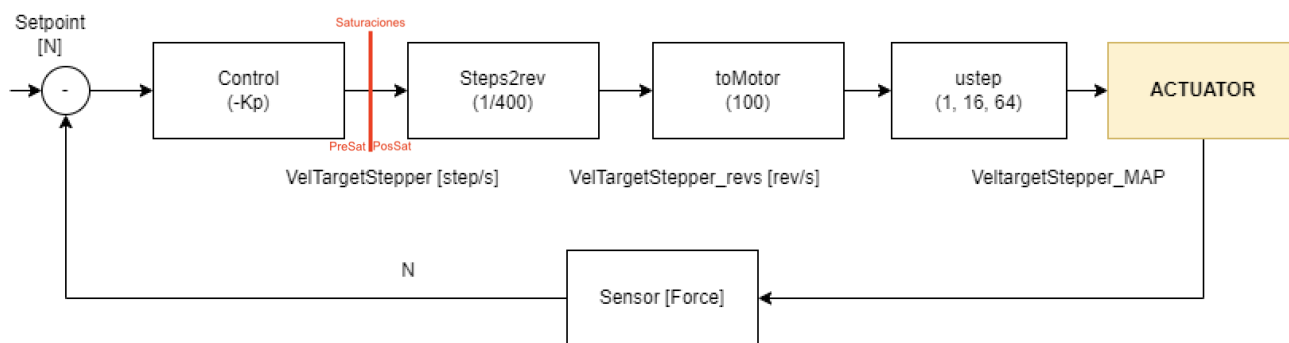 Setpoint
[N]
-
Saturaciones
Control
(-Kp)
PreSat
PosSat
Steps2rev
(1/400)
toMotor
(100)
ustep
(1, 16, 64)
ACTUATOR
VelTargetStepper [step/s]
VelTargetStepper_revs [rev/s]
VeltargetStepper_MAP
N
Sensor [Force]